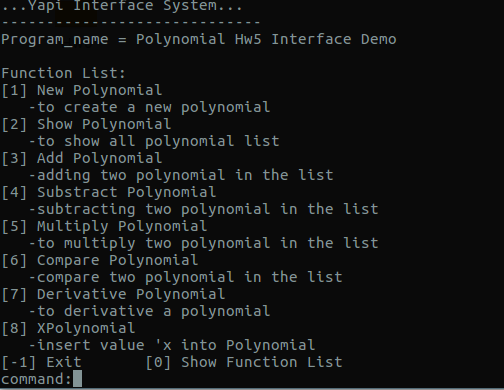 ...Yapi Interface System...
-----------------------------
Program_name = Polynomial Hw5 Interface Demo
Function List:
[1] New Polynomial
-to create a new polynomial
[2] Show Polynomial
-to show all polynomial list
[3] Add Polynomial
-adding two polynomial in the list
[4] Substract Polynomial
-subtracting two polynomial in the list
[5] Multiply Polynomial
-to multiply two polynomial in the list
[6] Compare Polynomial
-compare two polynomial in the list
[7] Derivative Polynomial
-to derivative a polynomial
[8] XPolynomial
-insert value 'x into Polynomial
[-1] Exit [0] Show Function List
command: